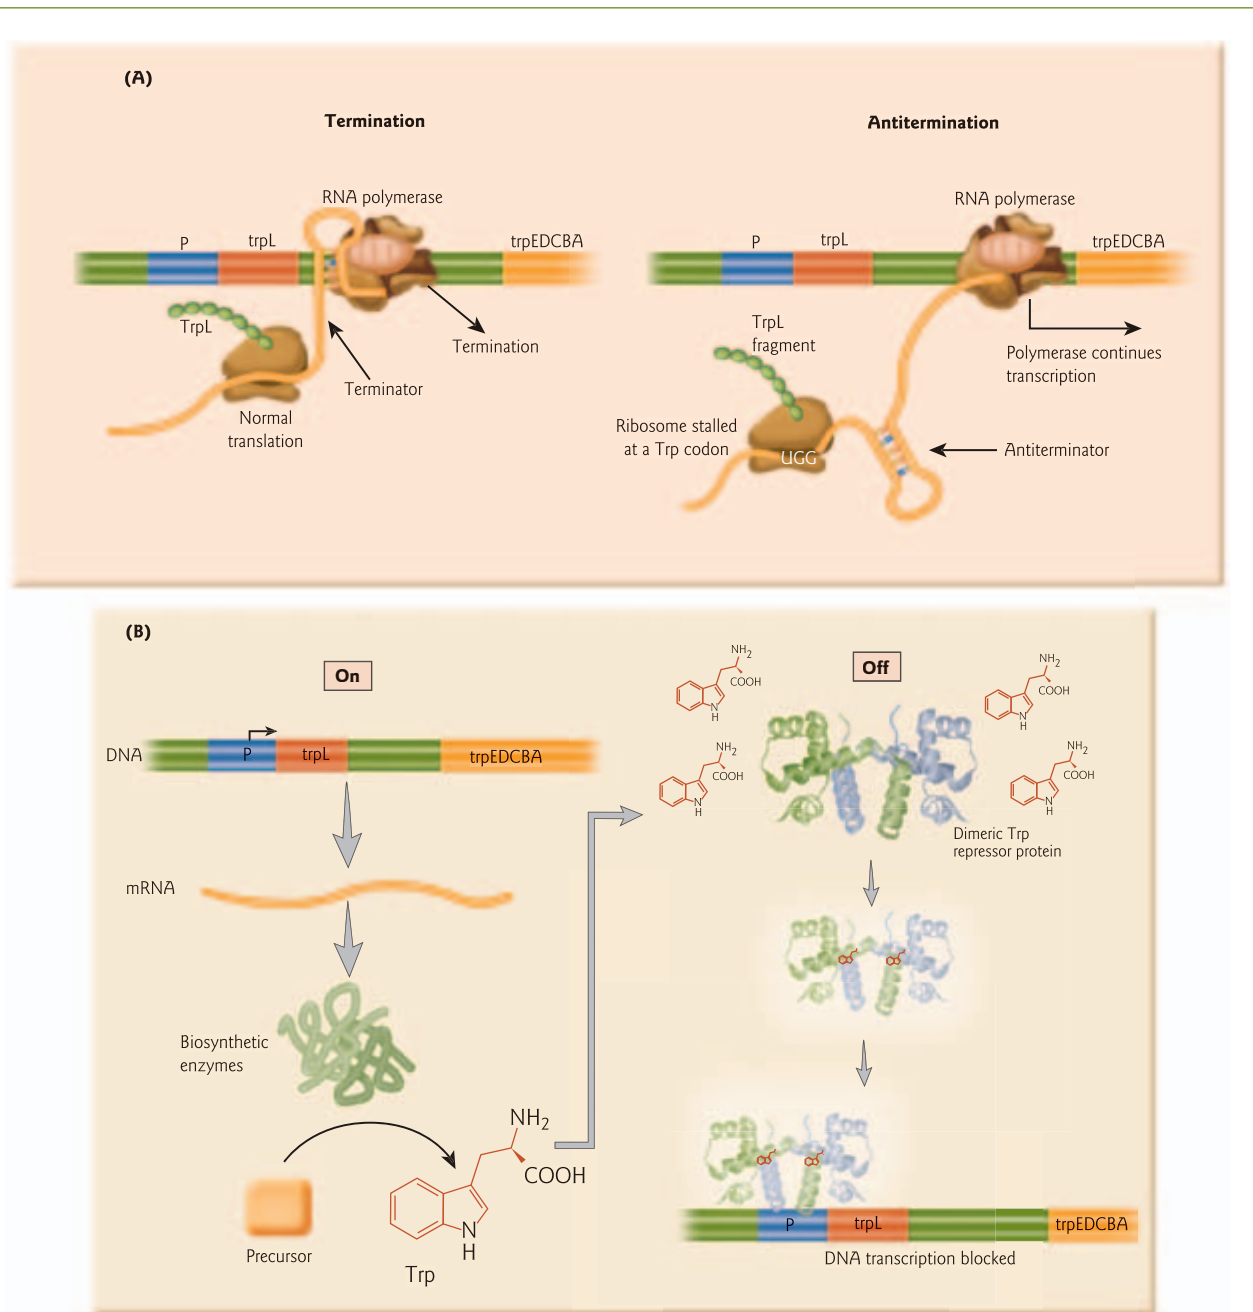 (A)
Termination
RNA polymerase
P
trpL
trpEDCBA
TrpL
Termination
Terminator
Normal
translation
Antitermination
RNA polymerase
P
trpL
trpEDCBA
TrpL
fragment
Polymerase continues
transcription
Ribosome stalled
at a Trp codon
UGG
Antiterminator
(B)
On
DNA
P
trpL
trpEDCBA
mRNA
Biosynthetic
enzymes
NH2
COOH
N
H
Precursor
Trp
Off
NH2
COOH
N
H
NH2
COOH
N
H
NH2
COOH
N
H
NH2
COOH
N
H
Dimeric Trp
repressor protein
P
trpL
trpEDCBA
DNA transcription blocked